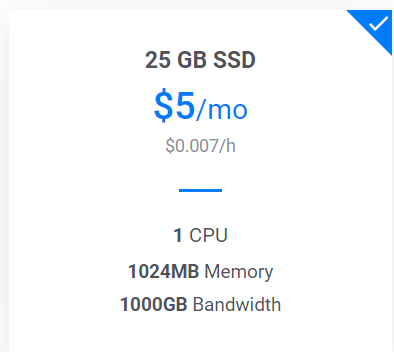 25 GB SSD
$5/mo
$0.007/h
1 CPU
1024MB Memory
1000GB Bandwidth